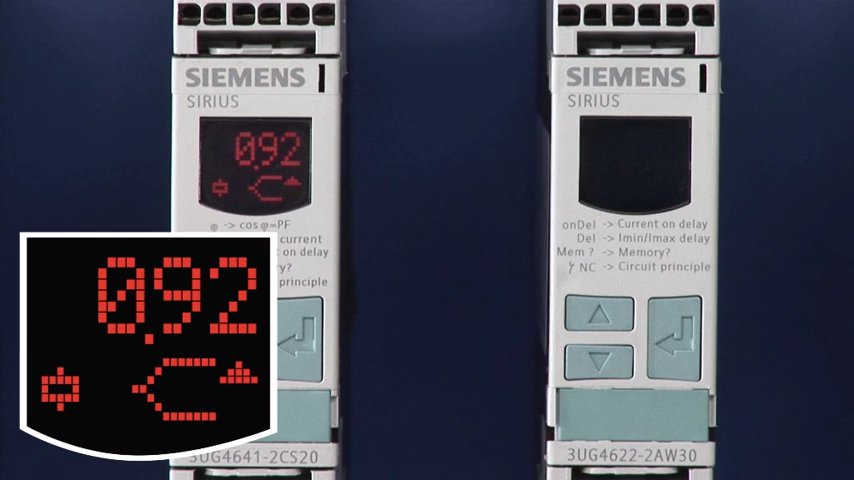 SIEMENS
SIRIUS
0.92
φ -> cos φ=PF
current
t on delay
ry?
principle
0.92
3UG4641-2CS20
SIEMENS
SIRIUS
onDel -> Current on delay
Del -> Imin/Imax delay
Mem ? -> Memory?
NC -> Circuit principle
3UG4622-2AW30